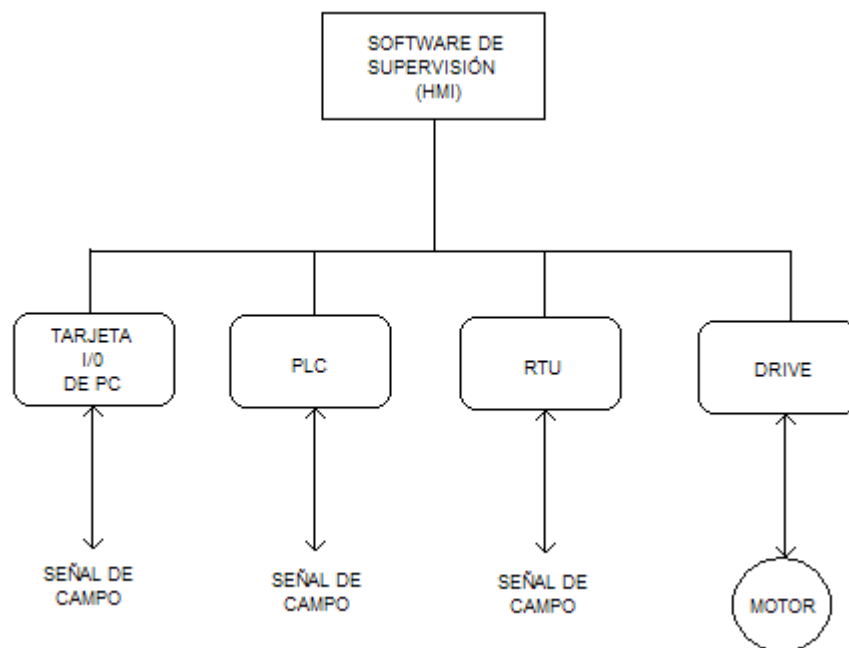 SOFTWARE DE
SUPERVISIÓN
(HMI)
TARJETA
I/0
DE PC
PLC
RTU
DRIVE
SEÑAL DE
CAMPO
SEÑAL DE
CAMPO
SEÑAL DE
CAMPO
MOTOR